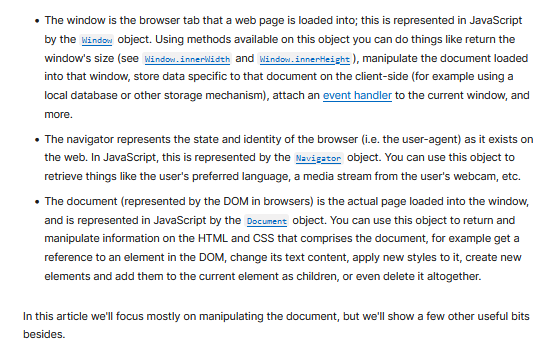 • The window is the browser tab that a web page is loaded into; this is represented in JavaScript
by the Window object. Using methods available on this object you can do things like return the
window's size (see Window.innerWidth and Window.innerHeight), manipulate the document loaded
into that window, store data specific to that document on the client-side (for example using a
local database or other storage mechanism), attach an event handler to the current window, and
more.
• The navigator represents the state and identity of the browser (i.e. the user-agent) as it exists on
the web. In JavaScript, this is represented by the Navigator object. You can use this object to
retrieve things like the user's preferred language, a media stream from the user's webcam, etc.
• The document (represented by the DOM in browsers) is the actual page loaded into the window,
and is represented in JavaScript by the Document object. You can use this object to return and
manipulate information on the HTML and CSS that comprises the document, for example get a
reference to an element in the DOM, change its text content, apply new styles to it, create new
elements and add them to the current element as children, or even delete it altogether.
In this article we'll focus mostly on manipulating the document, but we'll show a few other useful bits
besides.